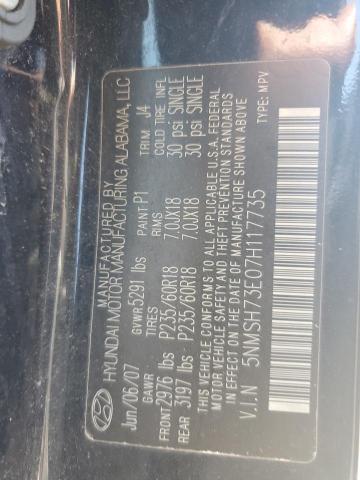 MANUFACTURED BY
HYUNDAI MOTOR MANUFACTURING ALABAMA, LLC
Jun/06/07 GVWR 5291 lbs PAINT P1 TRIM J4
GAWR TIRES RIMS COLD TIRE INFL
FRONT 2976 lbs P235/60R18 7.0JX18 30 psi SINGLE
REAR 3197 lbs P235/60R18 7.0JX18 30 psi SINGLE
THIS VEHICLE CONFORMS TO ALL APPLICABLE U.S.A. FEDERAL
MOTOR VEHICLE SAFETY AND THEFT PREVENTION STANDARDS
IN EFFECT ON THE DATE OF MANUFACTURE SHOWN ABOVE
V.I.N 5NMSH73E07H117735 TYPE: MPV